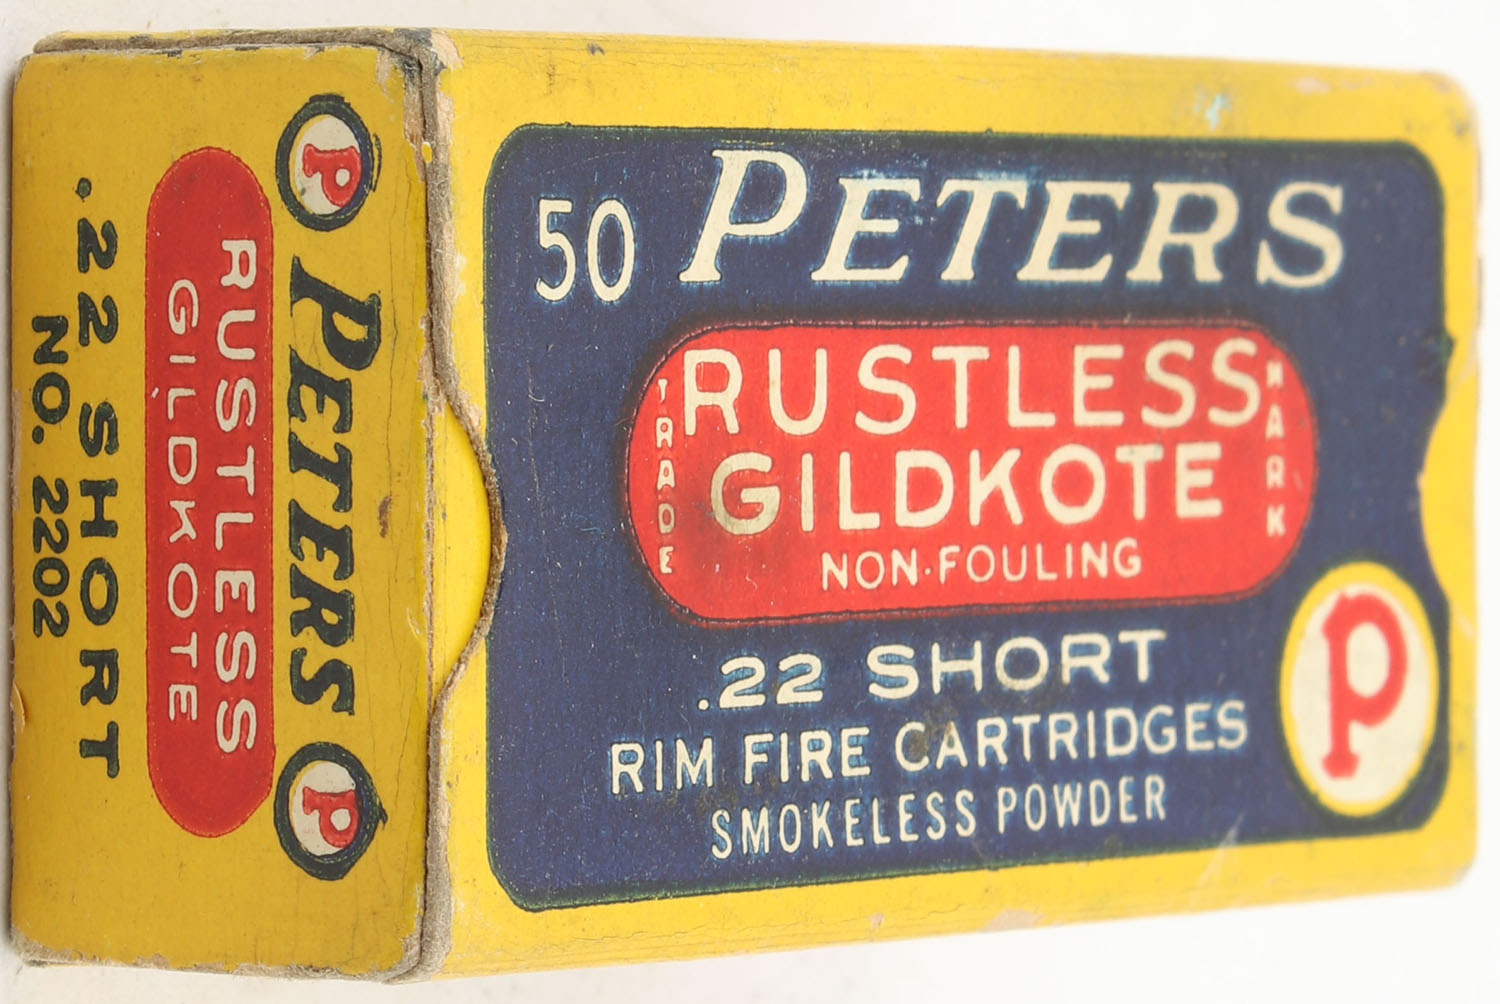 50 PETERS
TRADE
RUSTLESS
MARK
GILDKOTE
NON-FOULING
.22 SHORT
RIM FIRE CARTRIDGES
SMOKELESS POWDER
P
P PETERS P
RUSTLESS
GILDKOTE
.22 SHORT
NO. 2202